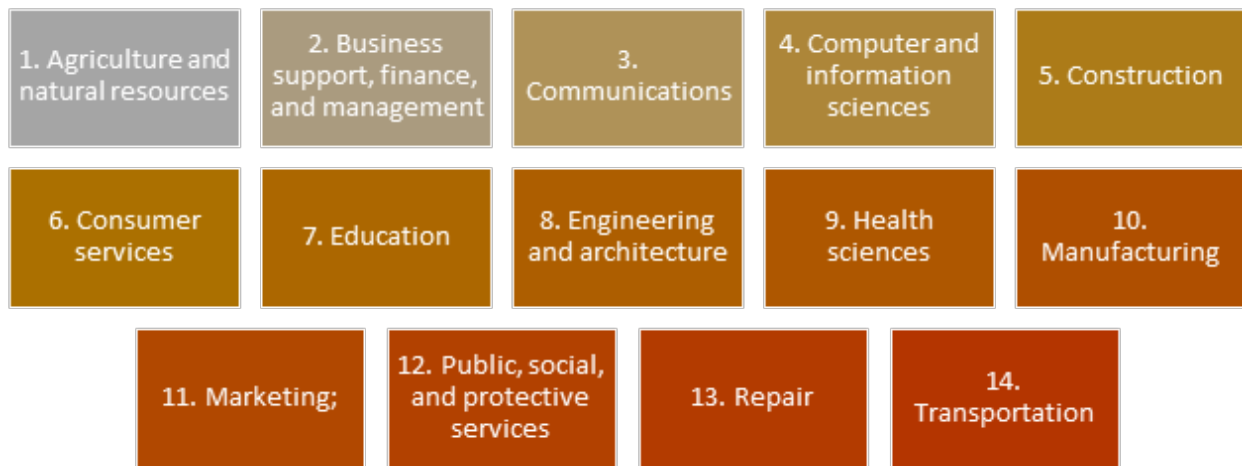 1. Agriculture and
natural resources
2. Business
support, finance,
and management
3.
Communications
4. Computer and
information
sciences
5. Construction
6. Consumer
services
7. Education
8. Engineering
and architecture
9. Health
sciences
10.
Manufacturing
11. Marketing;
12. Public, social,
and protective
services
13. Repair
14.
Transportation